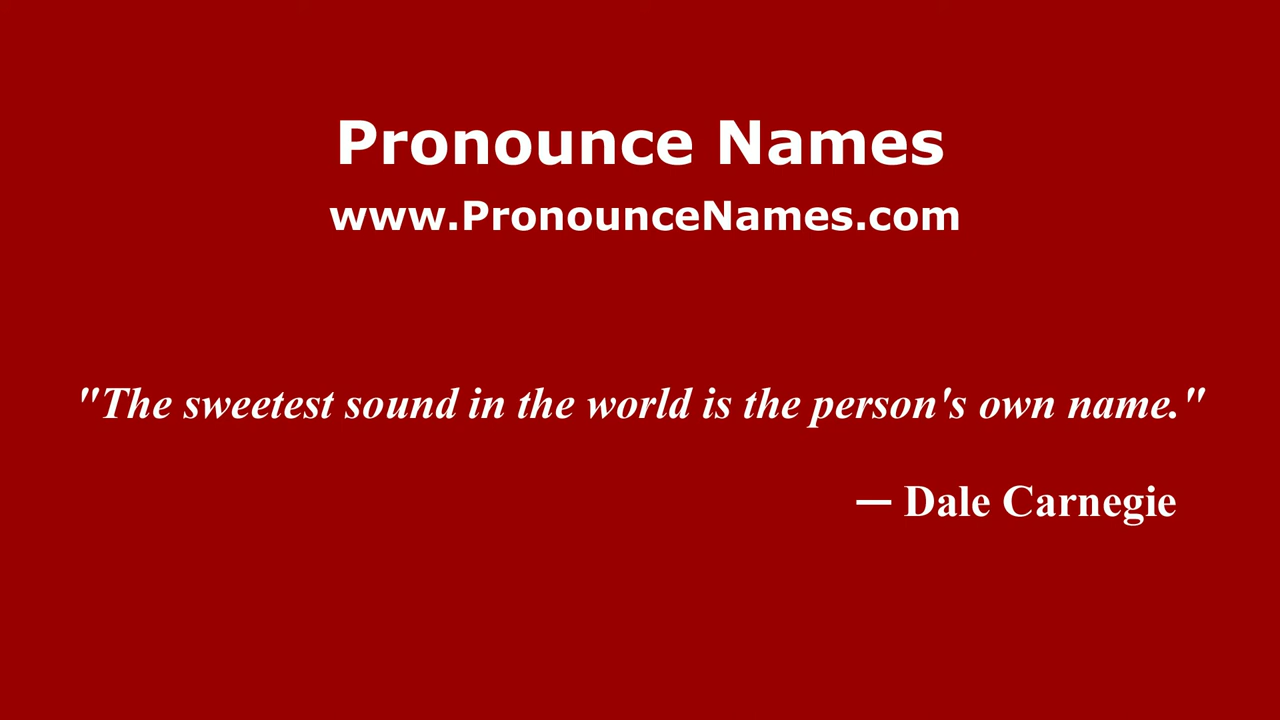 Pronounce Names
www.PronounceNames.com
"The sweetest sound in the world is the person's own name."
— Dale Carnegie